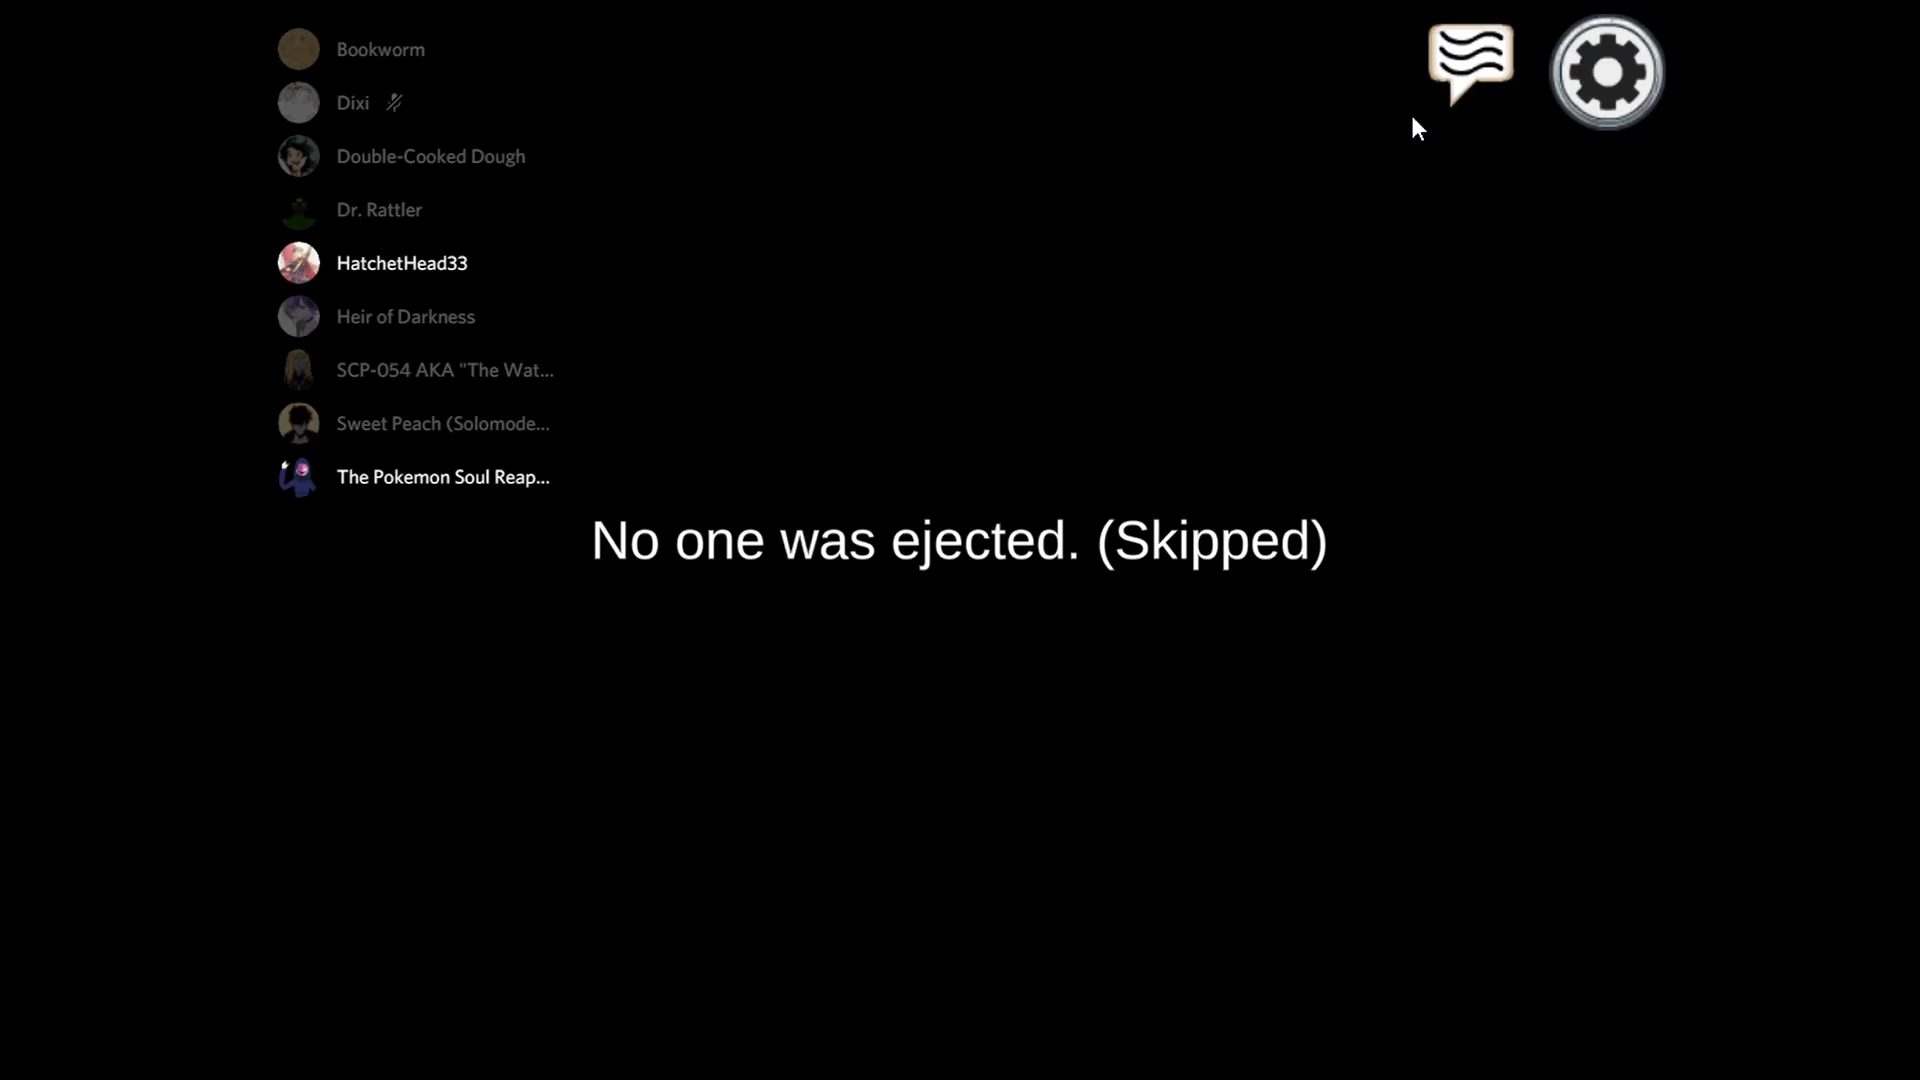 Bookworm
Dixi
Double-Cooked Dough
Dr. Rattler
HatchetHead33
Heir of Darkness
SCP-054 AKA "The Wat...
Sweet Peach (Solomode...
The Pokemon Soul Reap...
No one was ejected. (Skipped)